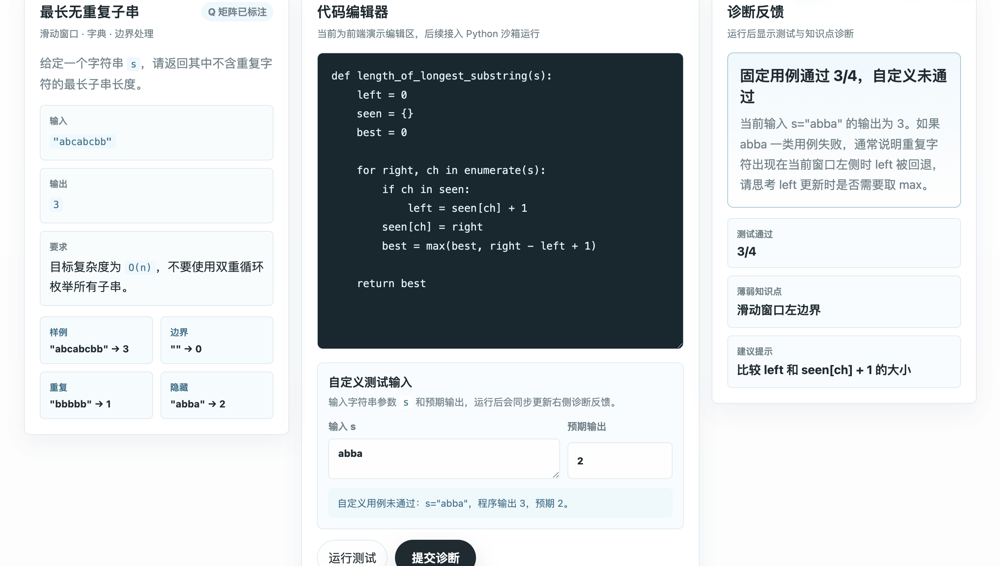 最长无重复子串
Q 矩阵已标注
滑动窗口 · 字典 · 边界处理
给定一个字符串 s，请返回其中不含重复字
符的最长子串长度。
输入
"abcabcbb"
输出
3
要求
目标复杂度为 O(n)，不要使用双重循环
枚举所有子串。
样例
"abcabcbb" → 3
边界
"" → 0
重复
"bbbbb" → 1
隐藏
"abba" → 2
代码编辑器
当前为前端演示编辑区，后续接入 Python 沙箱运行
def length_of_longest_substring(s):
    left = 0
    seen = {}
    best = 0
    for right, ch in enumerate(s):
        if ch in seen:
            left = seen[ch] + 1
        seen[ch] = right
        best = max(best, right - left + 1)
    return best
自定义测试输入
输入字符串参数 s 和预期输出，运行后会同步更新右侧诊断反馈。
输入 s
预期输出
abba
2
自定义用例未通过：s="abba"，程序输出 3，预期 2。
运行测试
提交诊断
诊断反馈
运行后显示测试与知识点诊断
固定用例通过 3/4，自定义未通
过
当前输入 s="abba" 的输出为 3。如果
abba 一类用例失败，通常说明重复字
符出现在当前窗口左侧时 left 被回退，
请思考 left 更新时是否需要取 max。
测试通过
3/4
薄弱知识点
滑动窗口左边界
建议提示
比较 left 和 seen[ch] + 1 的大小